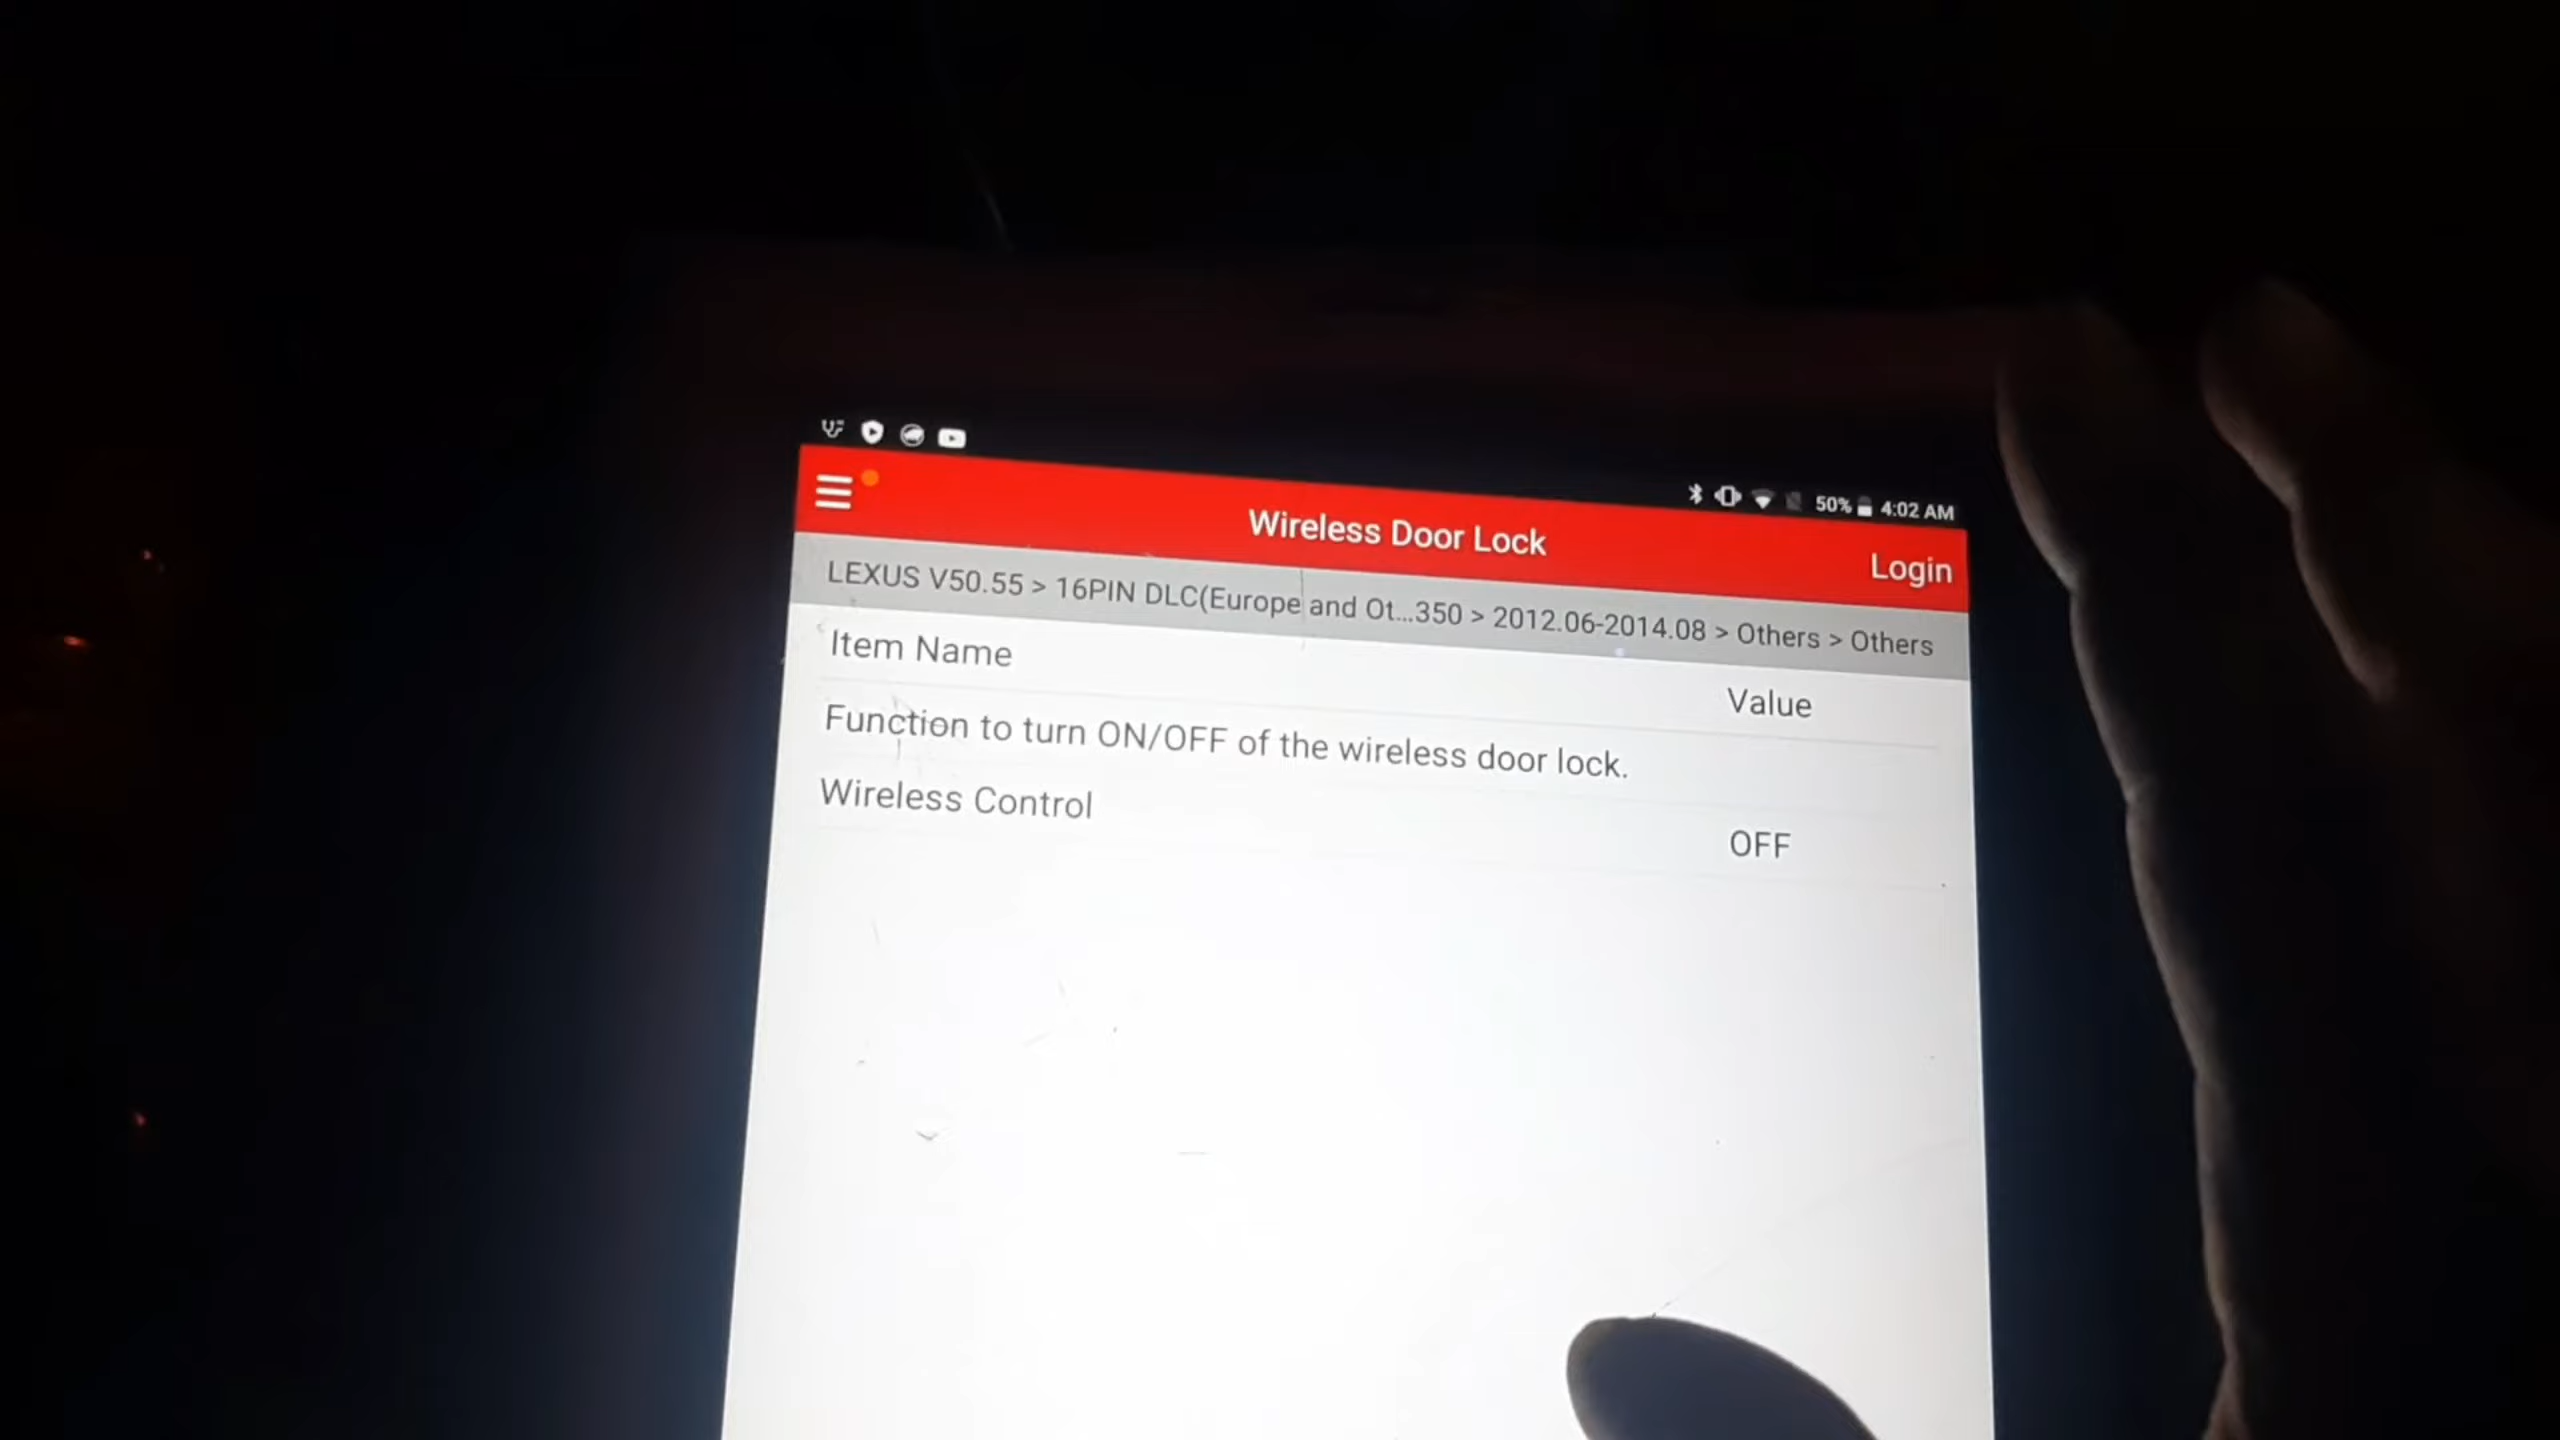 50% 4:02 AM
Wireless Door Lock
Login
LEXUS V50.55 > 16PIN DLC(Europe and Ot...350 > 2012.06-2014.08 > Others > Others
Item Name Value
Function to turn ON/OFF of the wireless door lock.
Wireless Control OFF